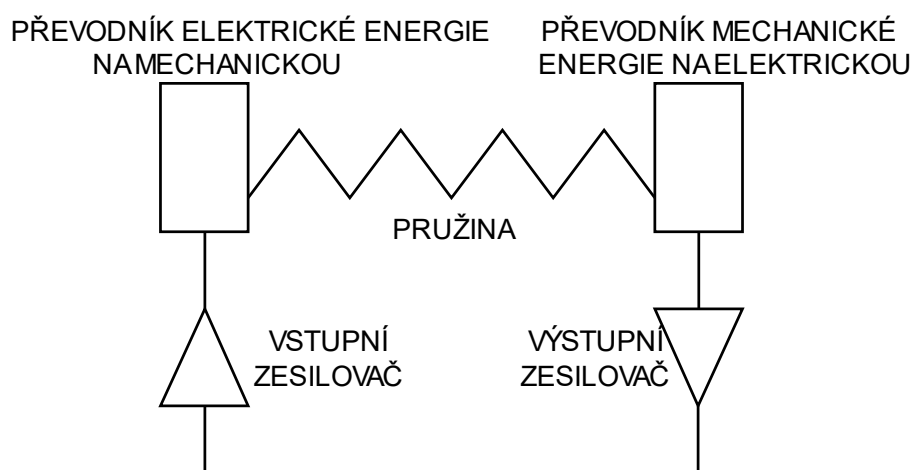 PŘEVODNÍK ELEKTRICKÉ ENERGIE
NAMECHANICKOU
PŘEVODNÍK MECHANICKÉ
ENERGIE NAELEKTRICKOU
PRUŽINA
VSTUPNÍ
ZESILOVAČ
VÝSTUPNÍ
ZESILOVAČ